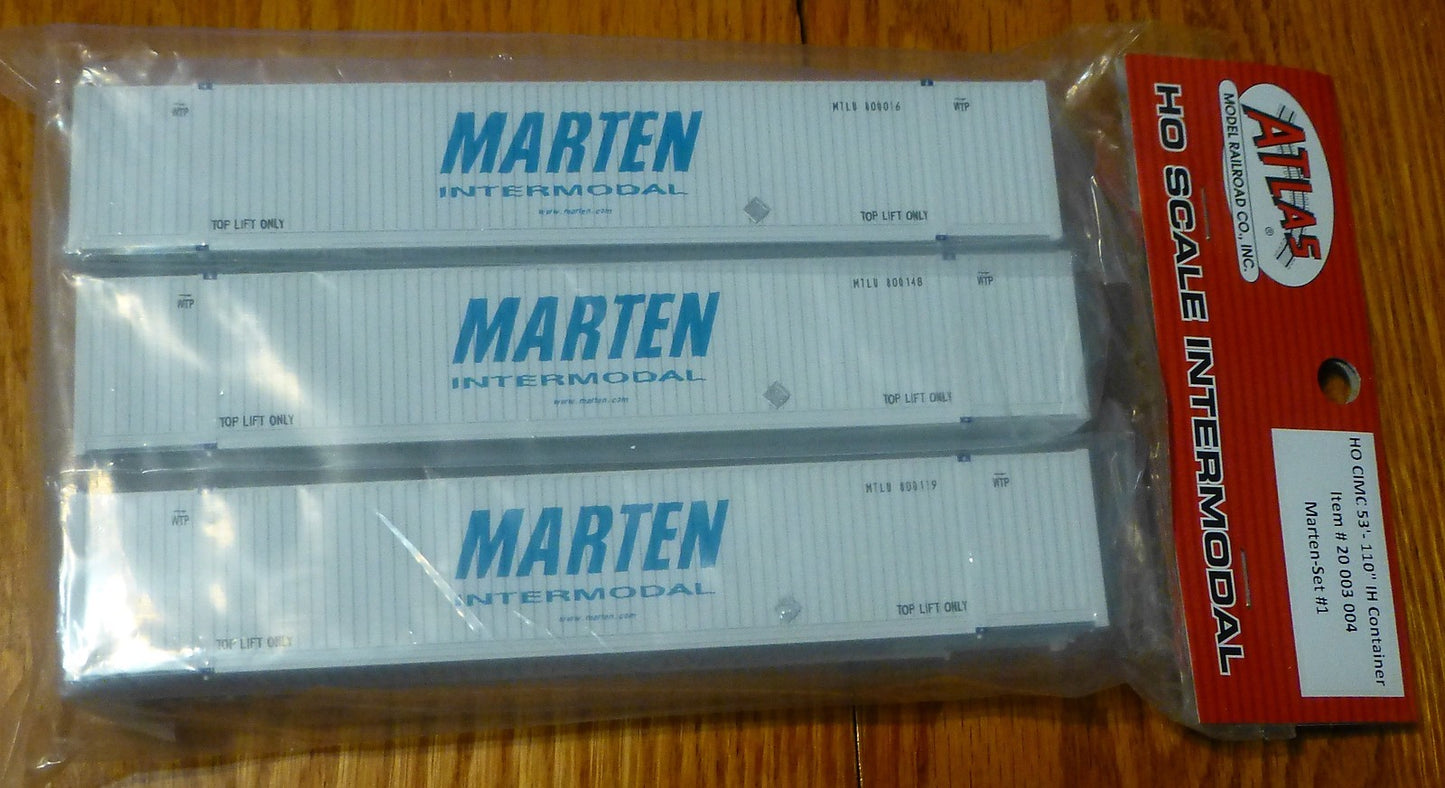 WTP
MTLU 800016
WTP
MARTEN
INTERMODAL
www.marten.com
TOP LIFT ONLY
TOP LIFT ONLY
WTP
MTLU 800148
WTP
MARTEN
INTERMODAL
www.marten.com
TOP LIFT ONLY
TOP LIFT ONLY
WTP
MTLU 800119
WTP
MARTEN
INTERMODAL
www.marten.com
TOP LIFT ONLY
TOP LIFT ONLY
ATLAS®
MODEL RAILROAD CO., INC.
HO SCALE INTERMODAL
HO CIMC 53'- 110" IH Container
Item # 20 003 004
Marten-Set #1